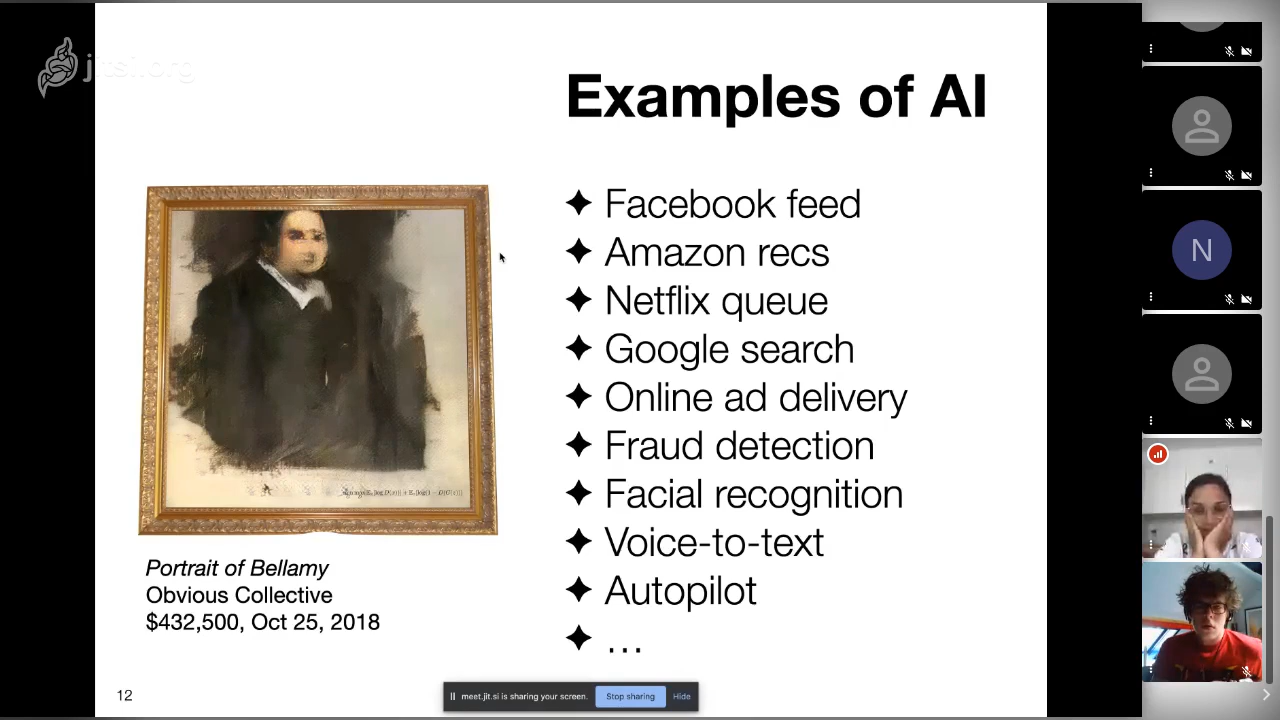 jitsi.org
Examples of AI
✦ Facebook feed
✦ Amazon recs
✦ Netflix queue
✦ Google search
✦ Online ad delivery
✦ Fraud detection
✦ Facial recognition
✦ Voice-to-text
✦ Autopilot
✦ …
Portrait of Bellamy
Obvious Collective
$432,500, Oct 25, 2018
12
meet.jit.si is sharing your screen.
Stop sharing
Hide
N